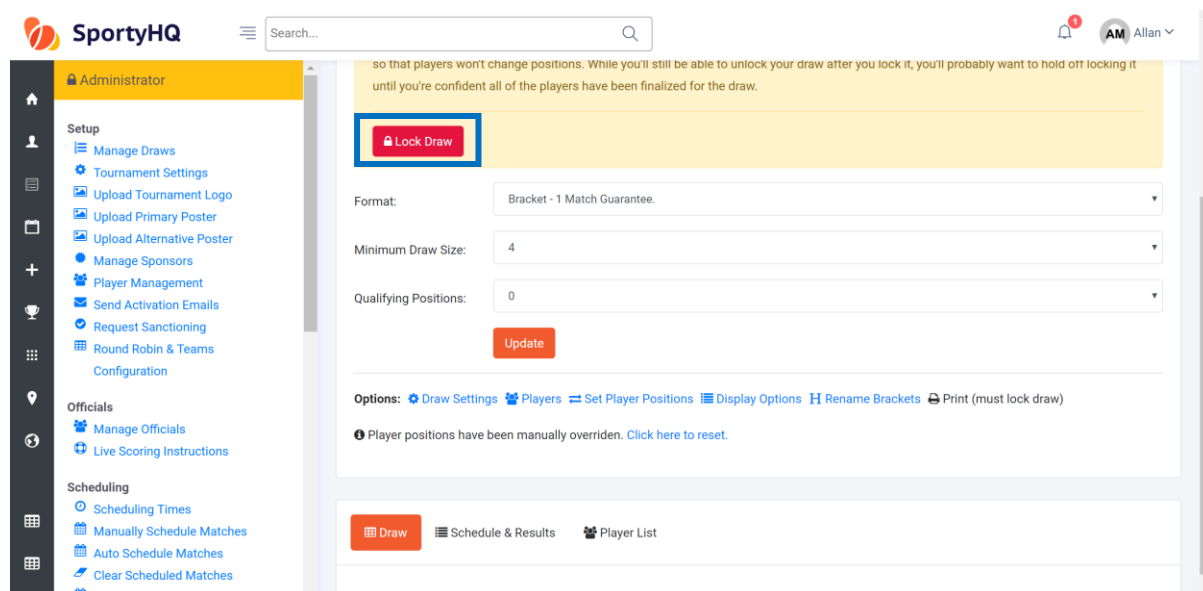 SportyHQ
Search...
1
AM Allan
Administrator
Setup
Manage Draws
Tournament Settings
Upload Tournament Logo
Upload Primary Poster
Upload Alternative Poster
Manage Sponsors
Player Management
Send Activation Emails
Request Sanctioning
Round Robin & Teams
Configuration
Officials
Manage Officials
Live Scoring Instructions
Scheduling
Scheduling Times
Manually Schedule Matches
Auto Schedule Matches
Clear Scheduled Matches
so that players won't change positions. While you'll still be able to unlock your draw after you lock it, you'll probably want to hold off locking it
until you're confident all of the players have been finalized for the draw.
Lock Draw
Format: Bracket - 1 Match Guarantee.
Minimum Draw Size: 4
Qualifying Positions: 0
Update
Options: Draw Settings Players Set Player Positions Display Options H Rename Brackets Print (must lock draw)
Player positions have been manually overriden. Click here to reset.
Draw Schedule & Results Player List